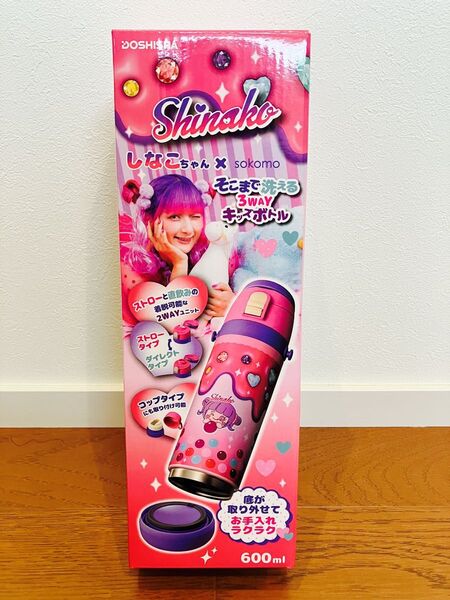 DOSHISHA
Shinako
しなこちゃん × sokomo
そこまで洗える
3WAY
キッズボトル
ストローと直飲みの
着脱可能な
2WAYユニット
ストロー
タイプ
ダイレクト
タイプ
コップタイプ
にも取り付け可能
Shinako
底が
取り外せて
お手入れ
ラクラク
600ml